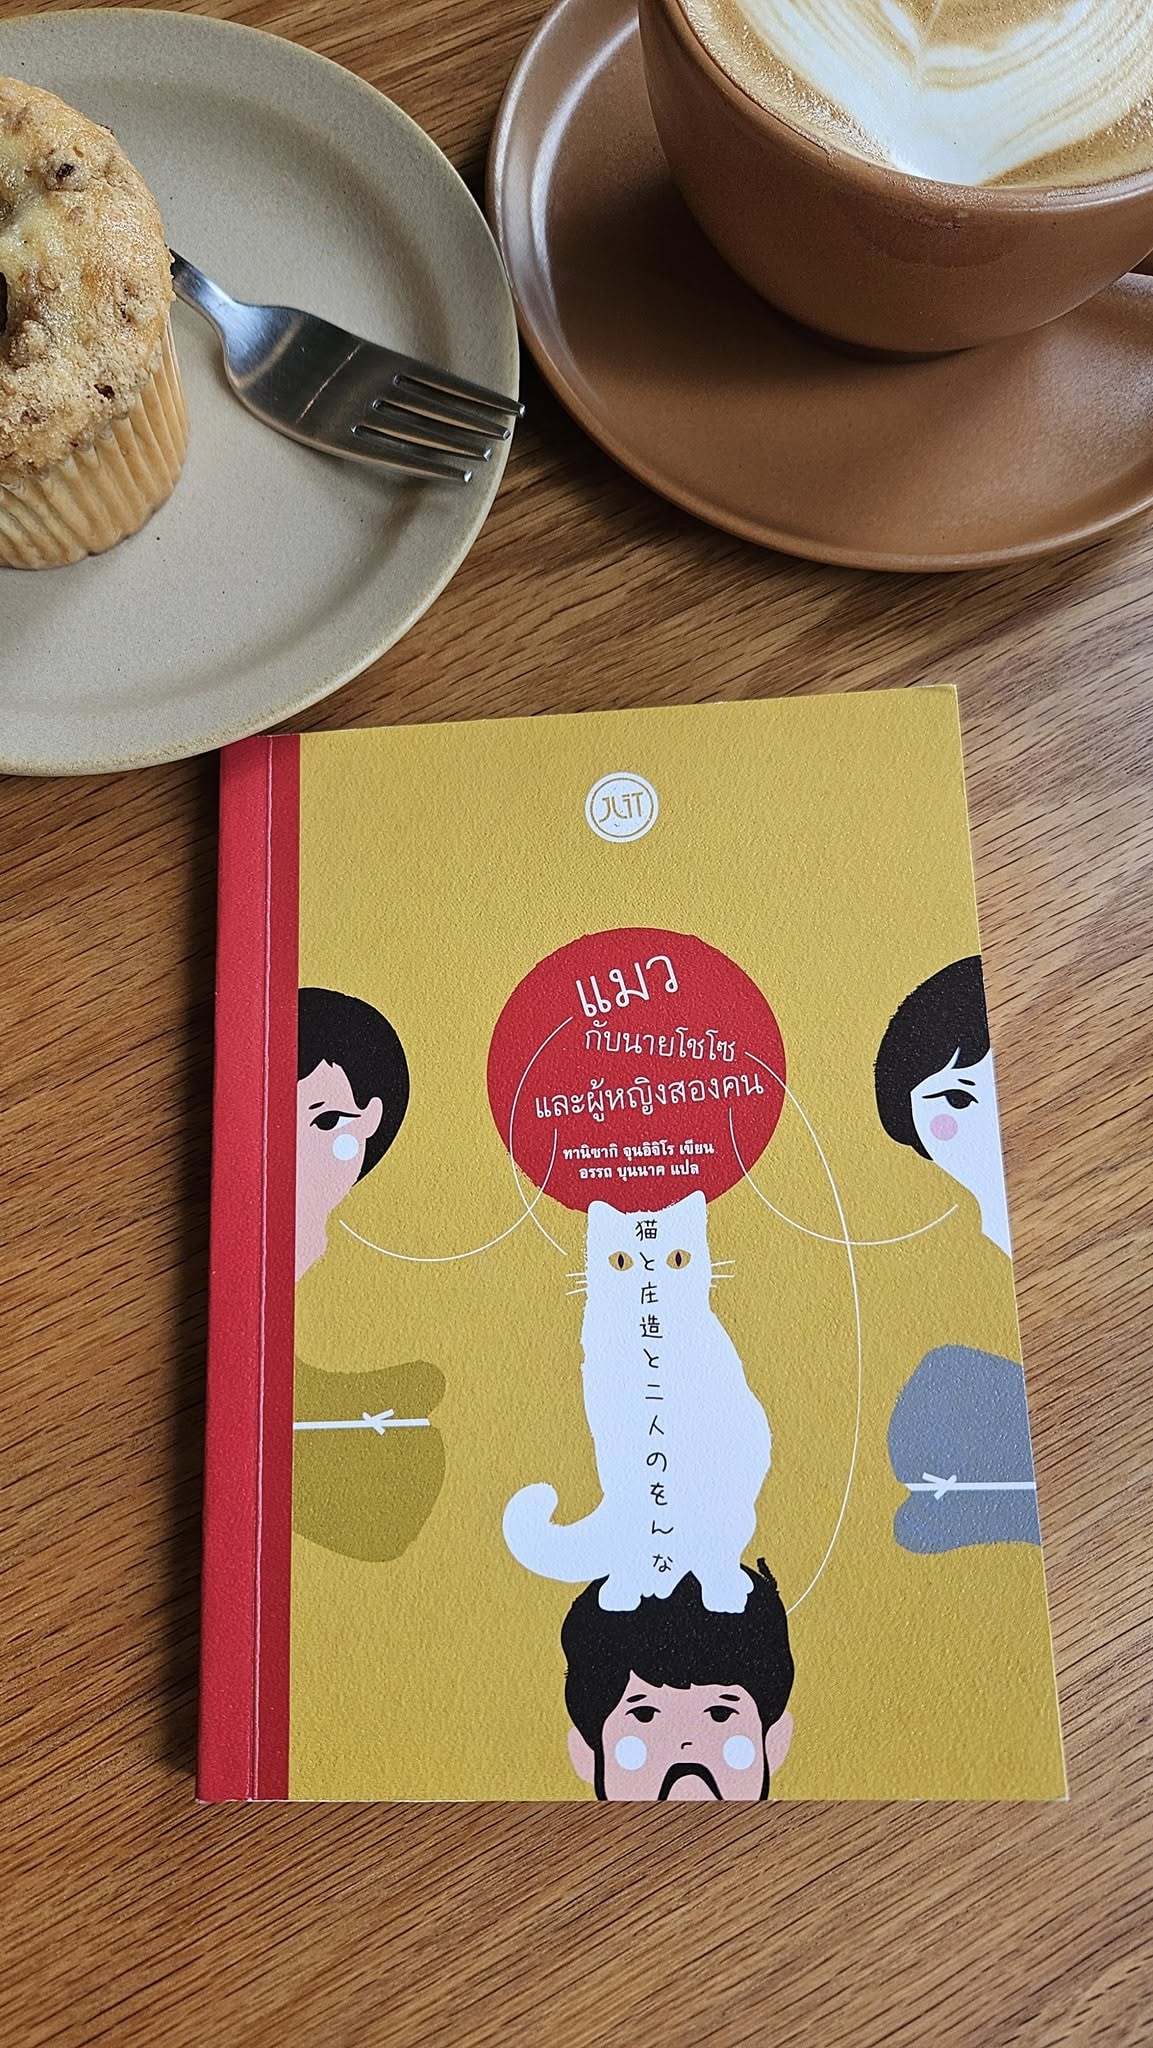 JLIT
แมว
กับนายโชโซ
และผู้หญิงสองคน
ทานิซากิ จุนอิจิโร เขียน
อรรถ บุนนาค แปล
猫と庄造と二人のをんな